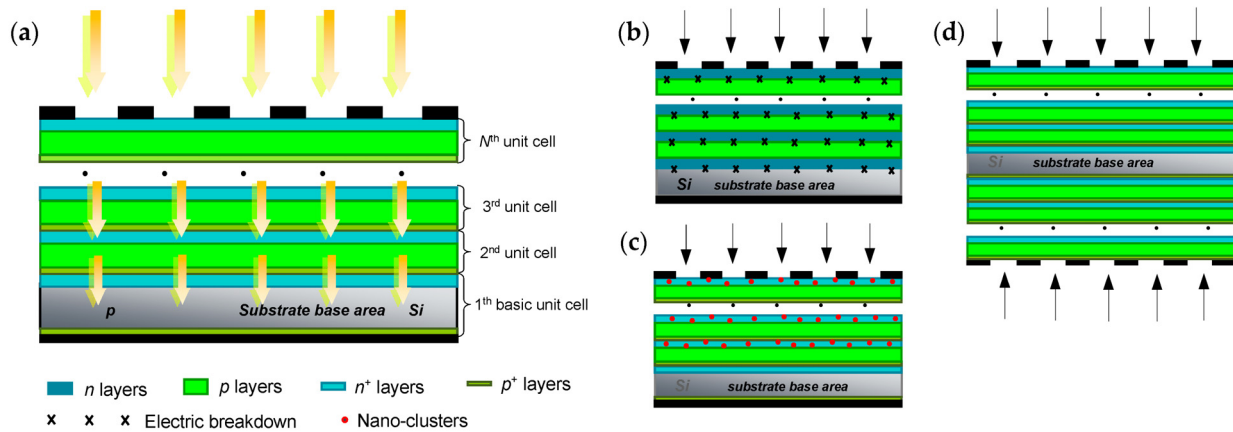 (a)
Nth unit cell
3rd unit cell
2nd unit cell
1th basic unit cell
p Substrate base area Si
n layers
p layers
n+ layers
p+ layers
x x x Electric breakdown
Nano-clusters
(b)
x x x x x x x
x x x x x x x
x x x x x x x
x x x x x x x
Si substrate base area
(c)
Si substrate base area
(d)
Si substrate base area